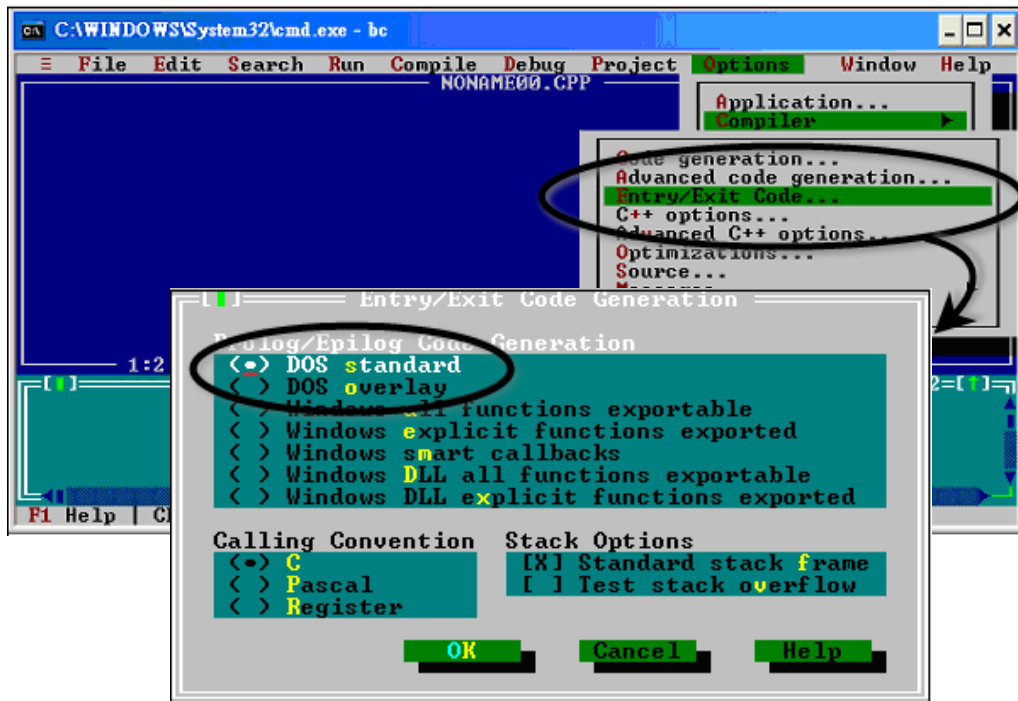 C:\WINDOWS\System32\cmd.exe - bc
≡ File Edit Search Run Compile Debug Project Options Window Help
NONAME00.CPP
Application...
Compiler
Code generation...
Advanced code generation...
Entry/Exit Code...
C++ options...
Advanced C++ options...
Optimizations...
Source...
1:2
F1 Help
Entry/Exit Code Generation
Prolog/Epilog Code Generation
(•) DOS standard
( ) DOS overlay
( ) Windows all functions exportable
( ) Windows explicit functions exported
( ) Windows smart callbacks
( ) Windows DLL all functions exportable
( ) Windows DLL explicit functions exported
Calling Convention
(•) C
( ) Pascal
( ) Register
Stack Options
[X] Standard stack frame
[ ] Test stack overflow
OK Cancel Help